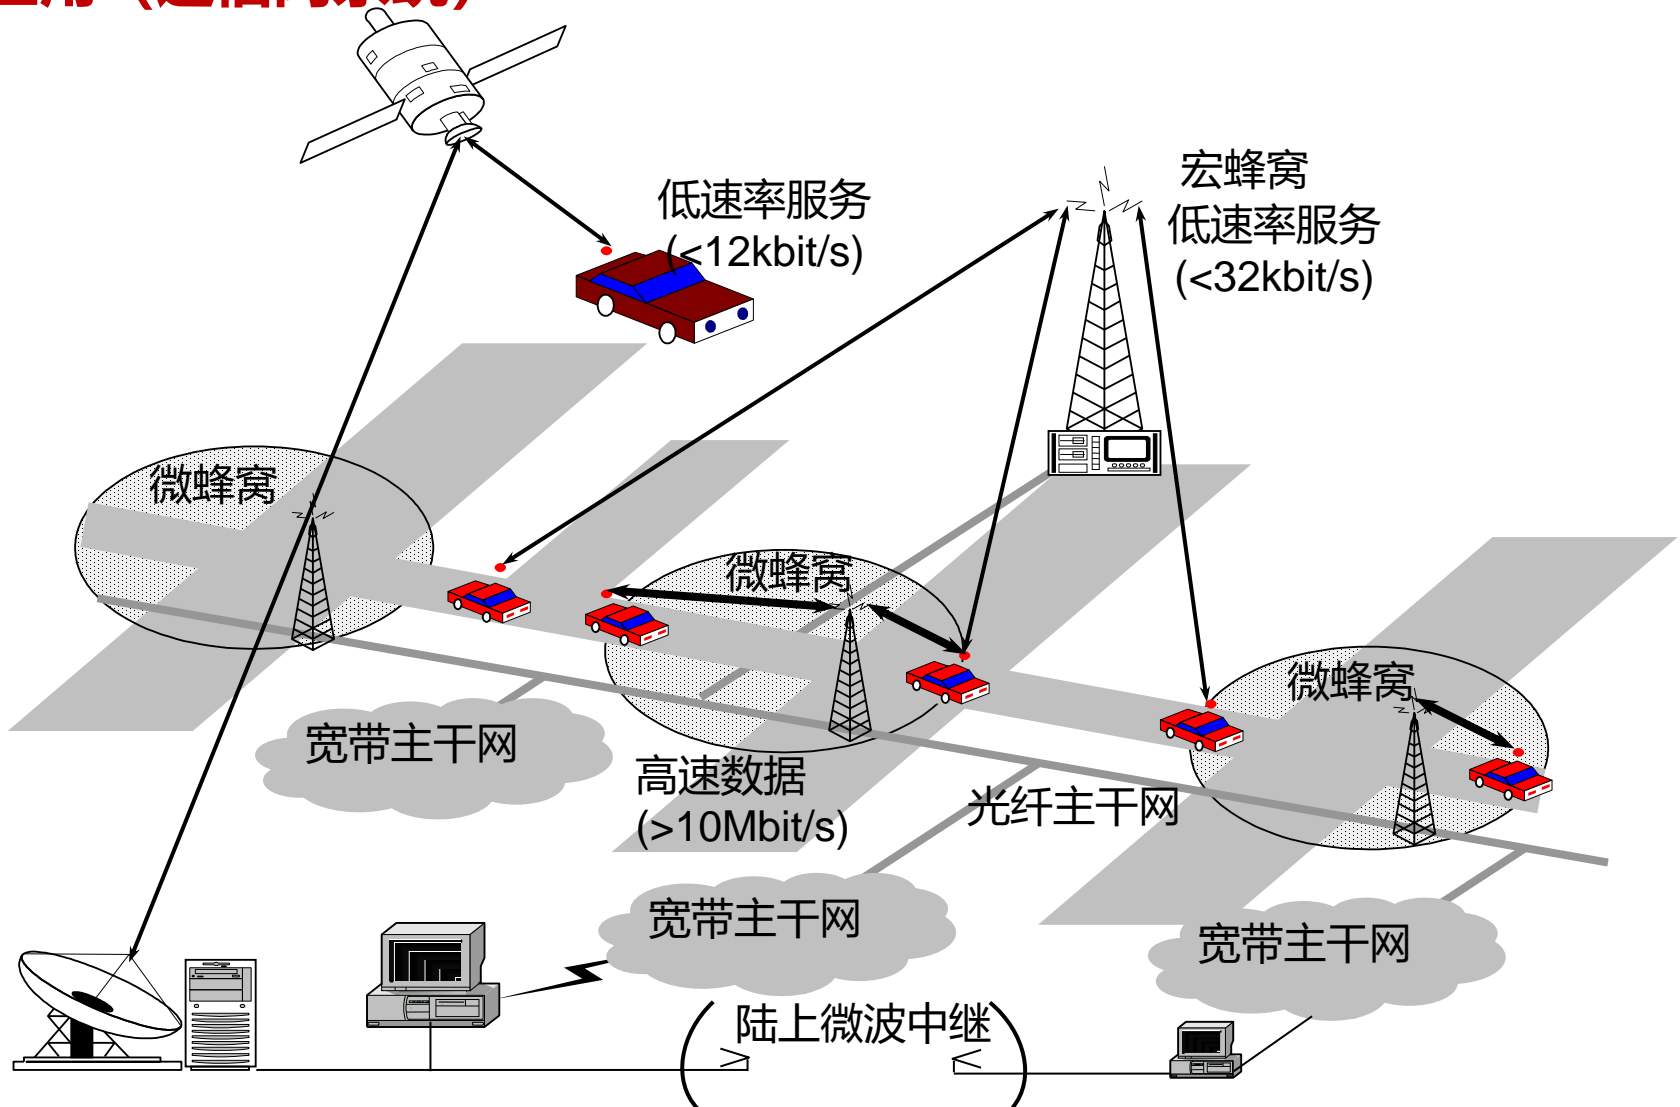 低速率服务
(<12kbit/s)
宏蜂窝
低速率服务
(<32kbit/s)
微蜂窝
微蜂窝
微蜂窝
宽带主干网
高速数据
(>10Mbit/s)
光纤主干网
宽带主干网
宽带主干网
陆上微波中继